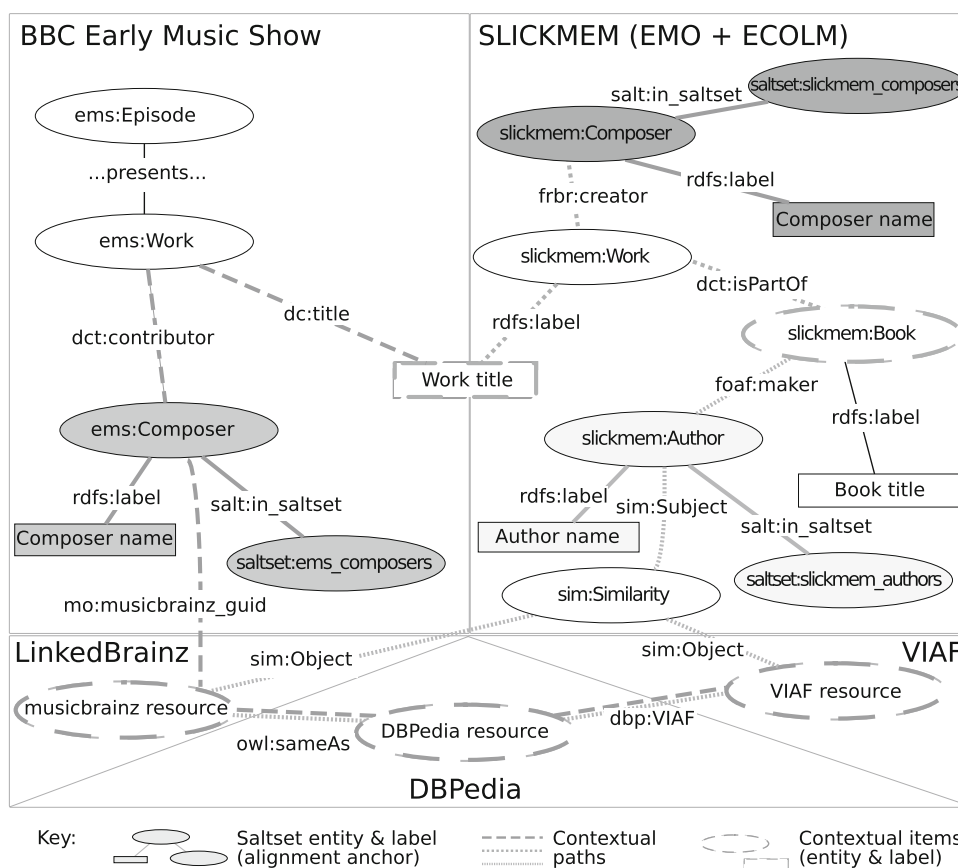 BBC Early Music Show
ems:Episode
...presents...
ems:Work
dc:title
dct:contributor
Work title
ems:Composer
rdfs:label
salt:in_saltset
Composer name
saltset:ems_composers
mo:musicbrainz_guid
SLICKMEM (EMO + ECOLM)
saltset:slickmem_composers
salt:in_saltset
slickmem:Composer
rdfs:label
frbr:creator
Composer name
slickmem:Work
dct:isPartOf
rdfs:label
slickmem:Book
foaf:maker
rdfs:label
slickmem:Author
Book title
rdfs:label
sim:Subject
salt:in_saltset
Author name
saltset:slickmem_authors
sim:Similarity
LinkedBrainz
sim:Object
sim:Object
VIAF
musicbrainz resource
VIAF resource
DBPedia resource
dbp:VIAF
owl:sameAs
DBPedia
Key:
Saltset entity & label
(alignment anchor)
Contextual
paths
Contextual items
(entity & label)